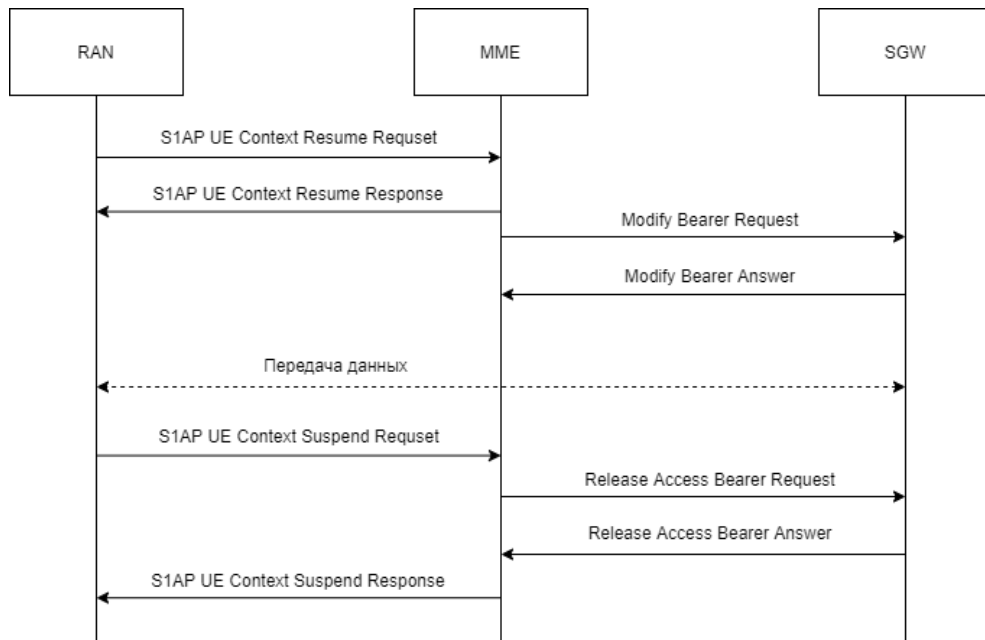 RAN
MME
SGW
S1AP UE Context Resume Requset
S1AP UE Context Resume Response
Modify Bearer Request
Modify Bearer Answer
Передача данных
S1AP UE Context Suspend Requset
Release Access Bearer Request
Release Access Bearer Answer
S1AP UE Context Suspend Response